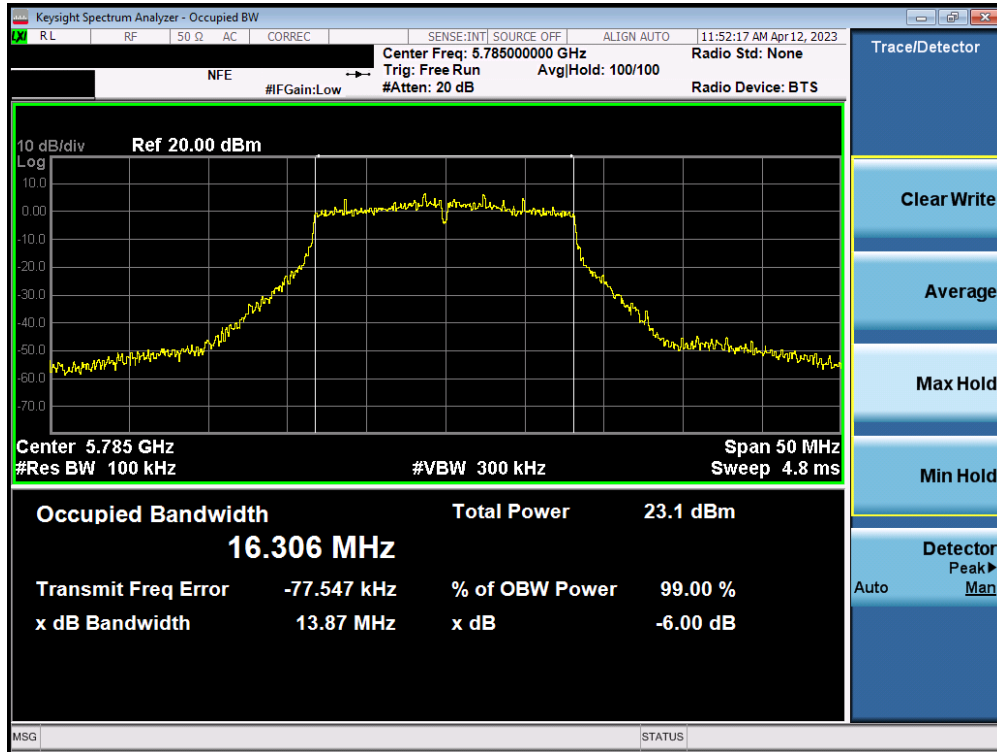 Keysight Spectrum Analyzer - Occupied BW
LXI RL RF 50 Ω AC CORREC SENSE:INT SOURCE OFF ALIGN AUTO 11:52:17 AM Apr 12, 2023
Center Freq: 5.785000000 GHz Radio Std: None
NFE Trig: Free Run Avg|Hold: 100/100
#IFGain:Low #Atten: 20 dB Radio Device: BTS
10 dB/div Ref 20.00 dBm
Log
10.0
0.00
-10.0
-20.0
-30.0
-40.0
-50.0
-60.0
-70.0
Center 5.785 GHz Span 50 MHz
#Res BW 100 kHz #VBW 300 kHz Sweep 4.8 ms
Occupied Bandwidth Total Power 23.1 dBm
16.306 MHz
Transmit Freq Error -77.547 kHz % of OBW Power 99.00 %
x dB Bandwidth 13.87 MHz x dB -6.00 dB
MSG STATUS
Trace/Detector
Clear Write
Average
Max Hold
Min Hold
Detector
Peak▶
Auto Man